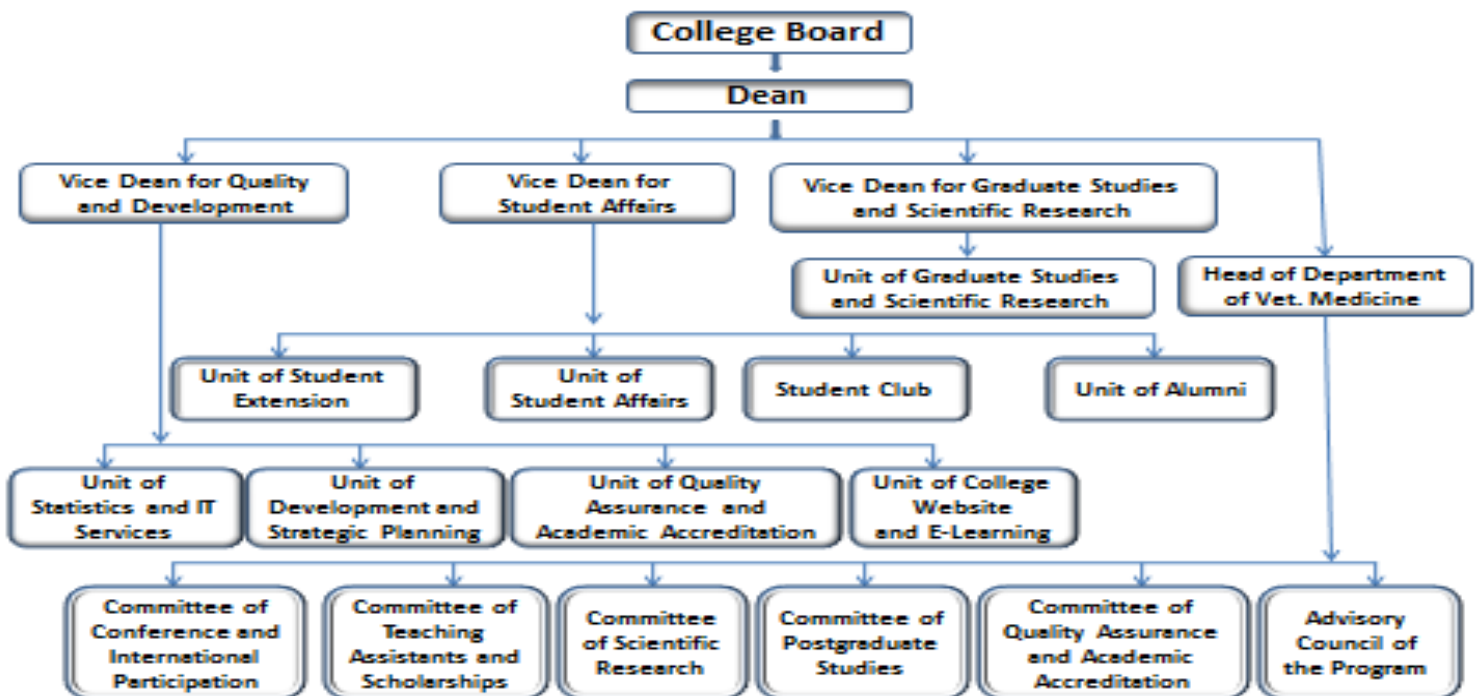 College Board
Dean
Vice Dean for Quality
and Development
Vice Dean for
Student Affairs
Vice Dean for Graduate Studies
and Scientific Research
Unit of Graduate Studies
and Scientific Research
Head of Department
of Vet. Medicine
Unit of Student
Extension
Unit of
Student Affairs
Student Club
Unit of Alumni
Unit of
Statistics and IT
Services
Unit of
Development and
Strategic Planning
Unit of Quality
Assurance and
Academic Accreditation
Unit of College
Website
and E-Learning
Committee of
Conference and
International
Participation
Committee of
Teaching
Assistants and
Scholarships
Committee
of Scientific
Research
Committee of
Postgraduate
Studies
Committee of
Quality Assurance
and Academic
Accreditation
Advisory
Council of
the Program